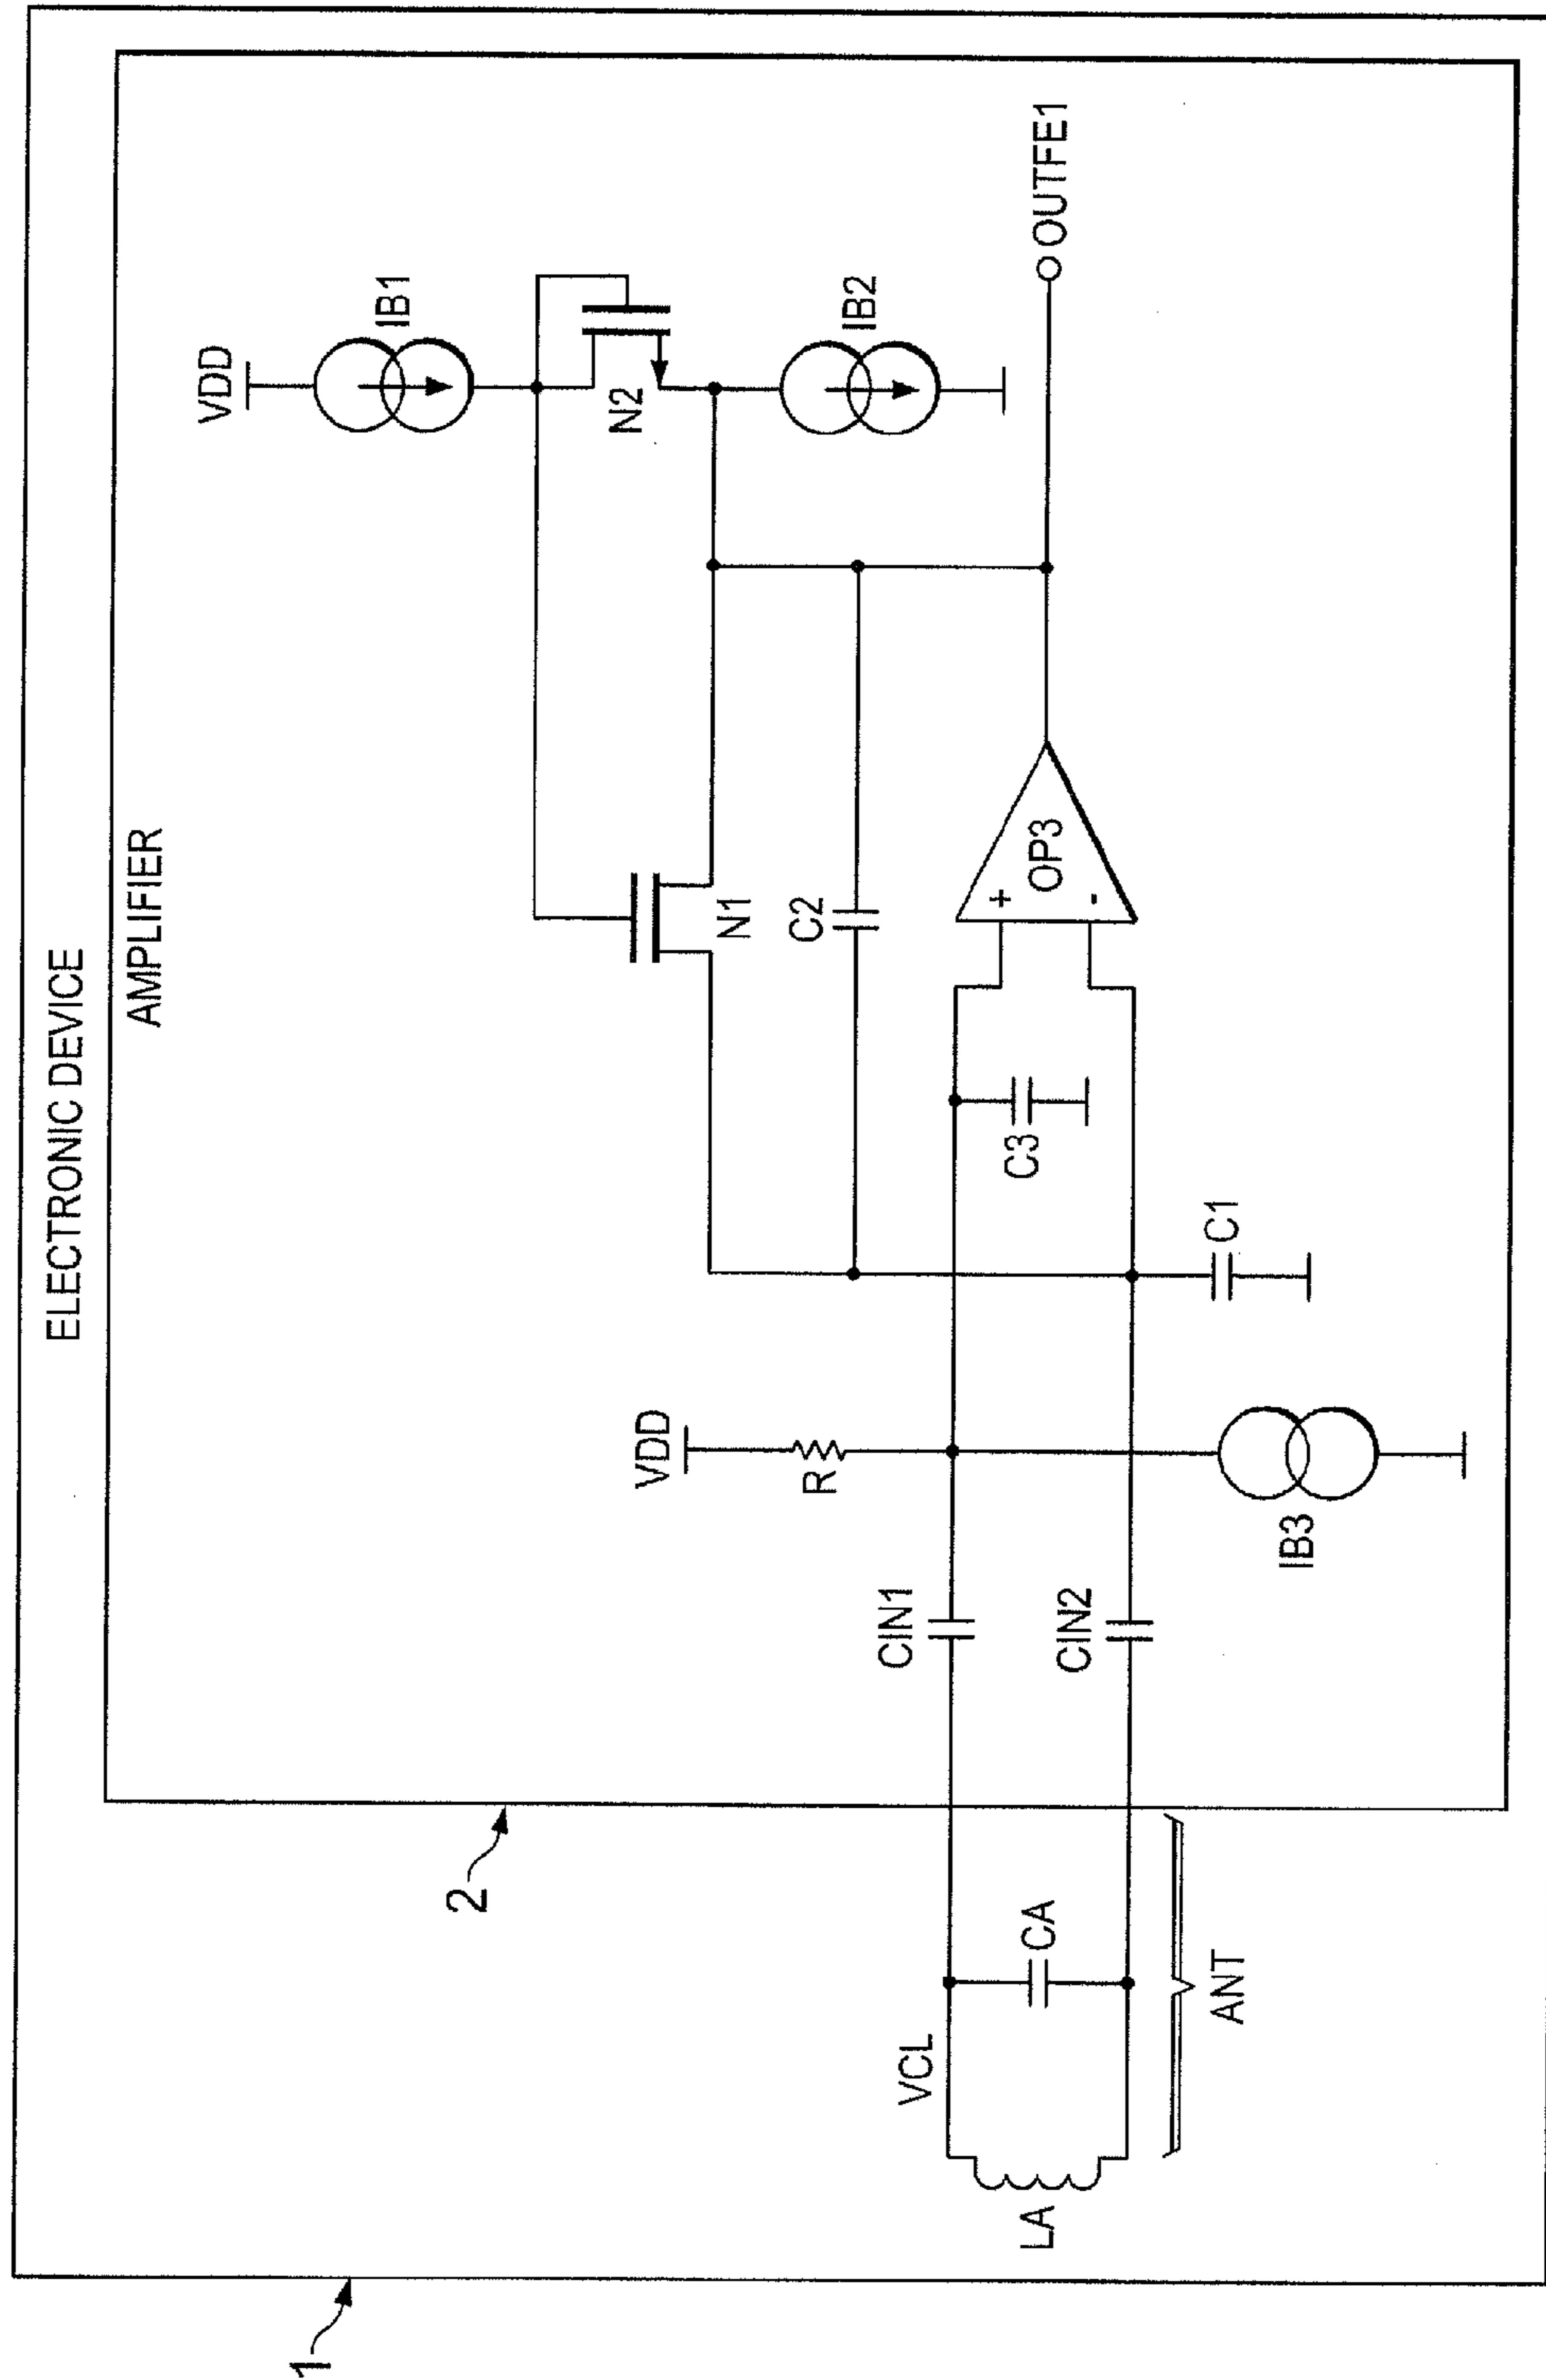 ELECTRONIC DEVICE
AMPLIFIER
VDD
IB1
N2
IB2
N1
C2
OUTFE1
VDD
R
+
OP3
-
C3
C1
CIN1
CIN2
IB3
2
VCL
CA
LA
ANT
1